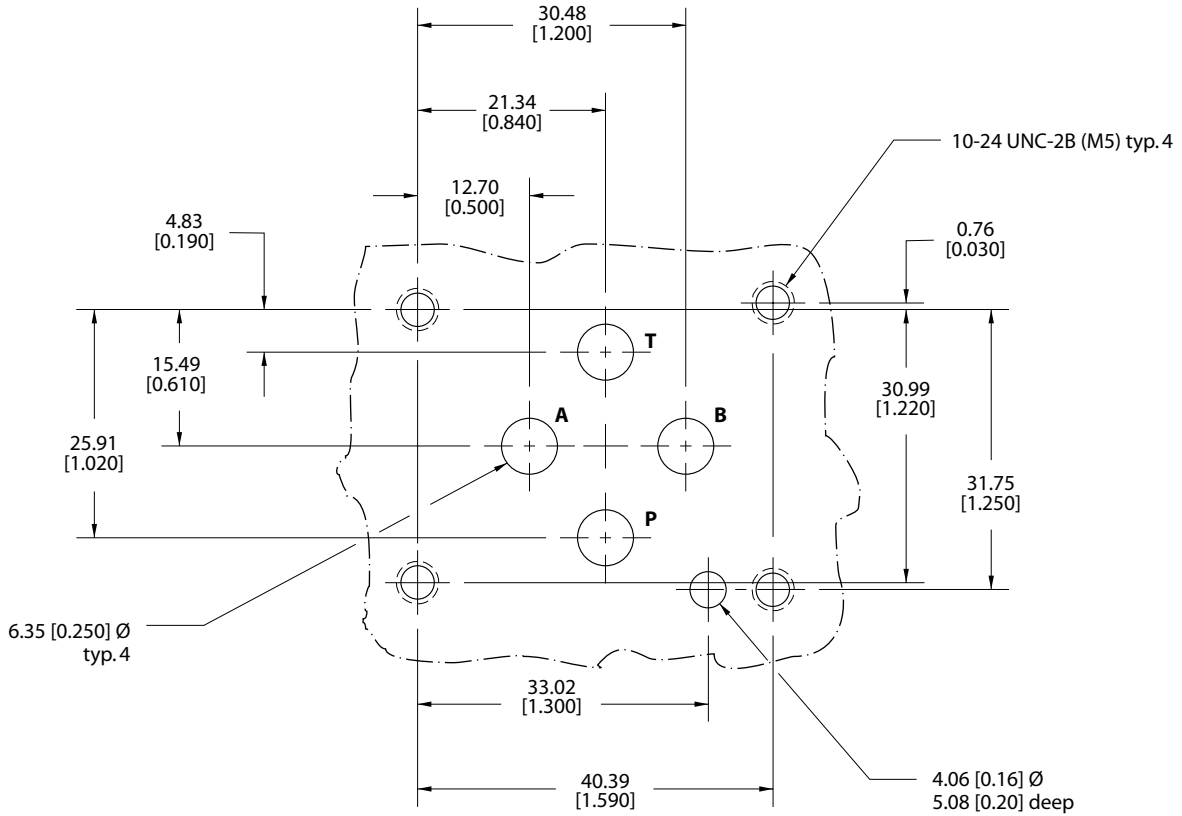 30.48
[1.200]
21.34
[0.840]
10-24 UNC-2B (M5) typ. 4
12.70
[0.500]
4.83
[0.190]
0.76
[0.030]
T
15.49
[0.610]
30.99
[1.220]
A
B
25.91
[1.020]
31.75
[1.250]
P
6.35 [0.250] Ø
typ. 4
33.02
[1.300]
40.39
[1.590]
4.06 [0.16] Ø
5.08 [0.20] deep